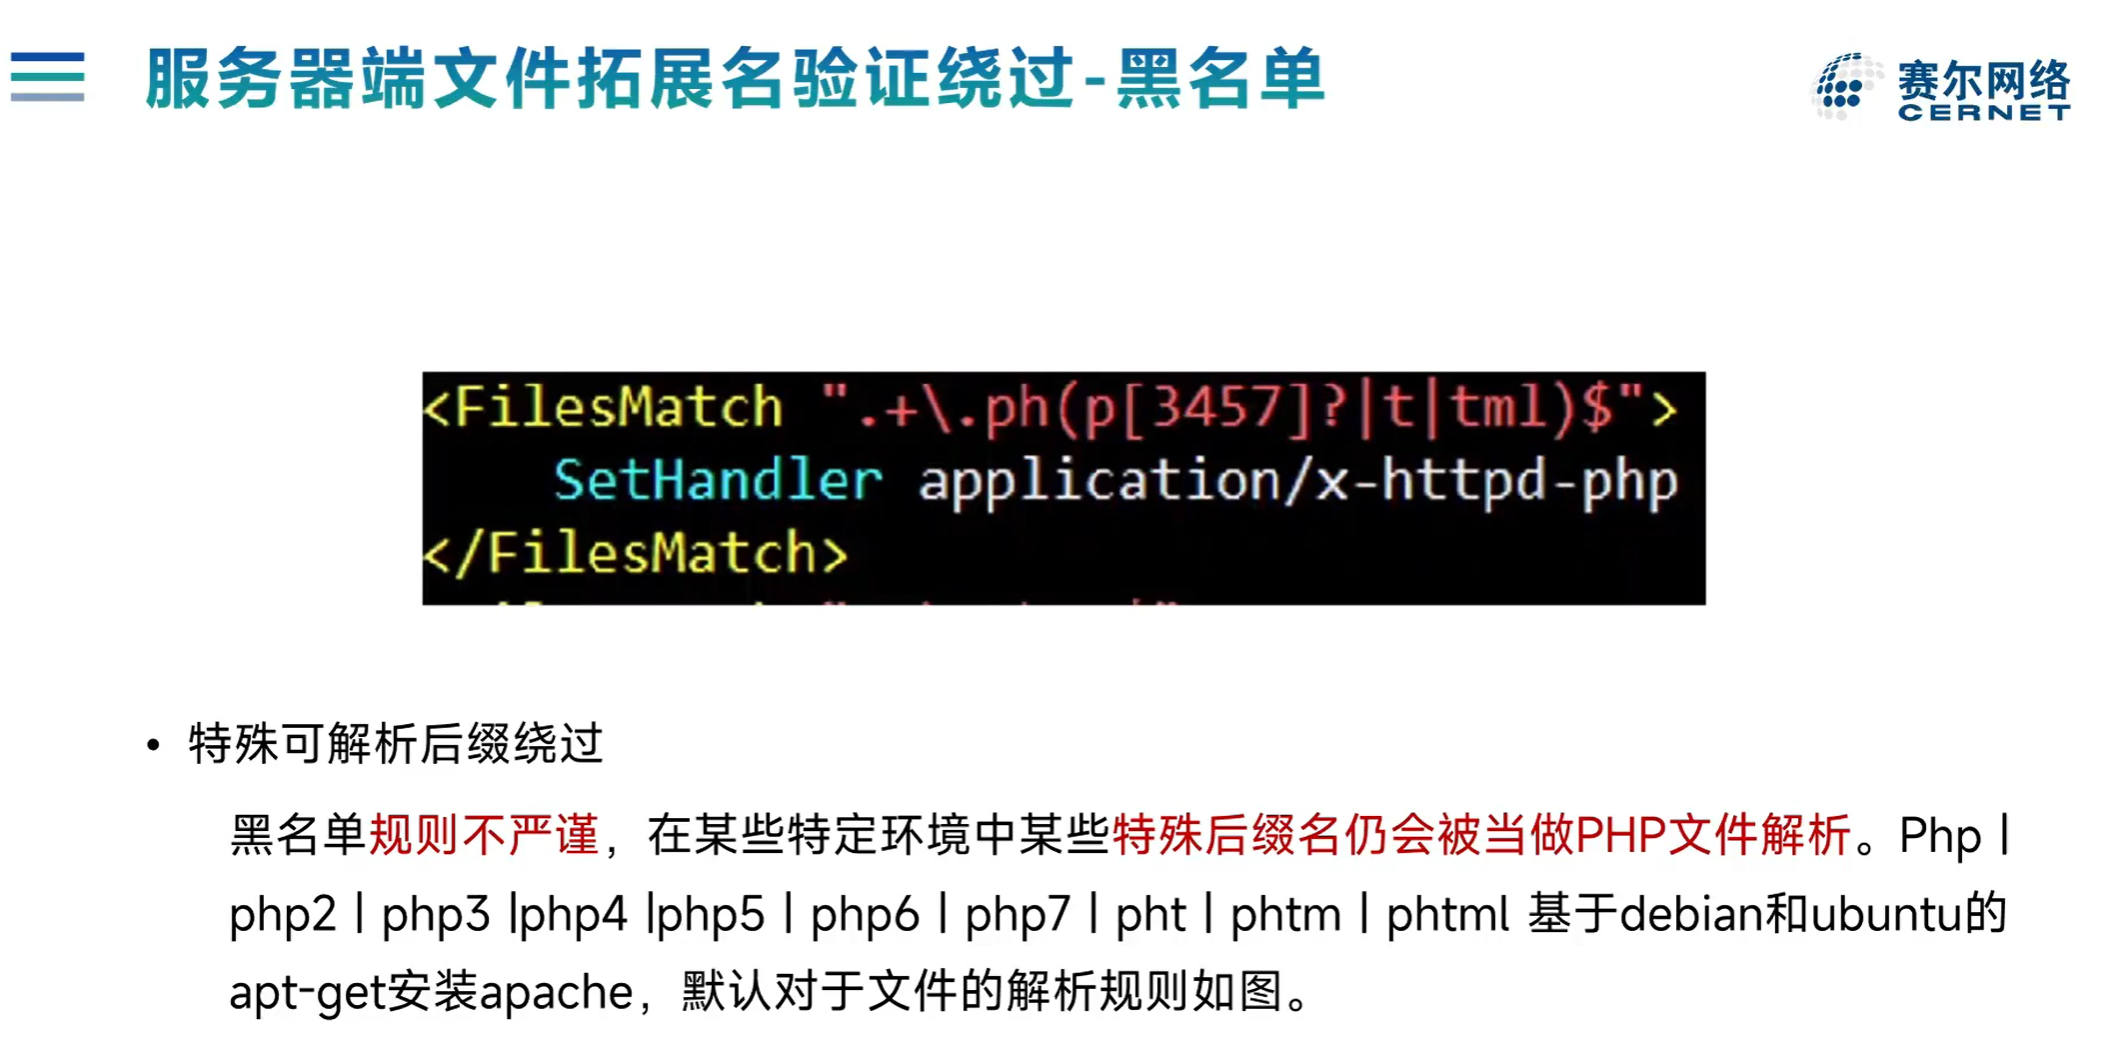 服务器端文件拓展名验证绕过-黑名单
赛尔网络
CERNET
<FilesMatch ".+\.ph(p[3457]?|t|tml)$">
SetHandler application/x-httpd-php
</FilesMatch>
• 特殊可解析后缀绕过
黑名单规则不严谨，在某些特定环境中某些特殊后缀名仍会被当做PHP文件解析。Php |
php2 | php3 |php4 |php5 | php6 | php7 | pht | phtm | phtml 基于debian和ubuntu的
apt-get安装apache，默认对于文件的解析规则如图。